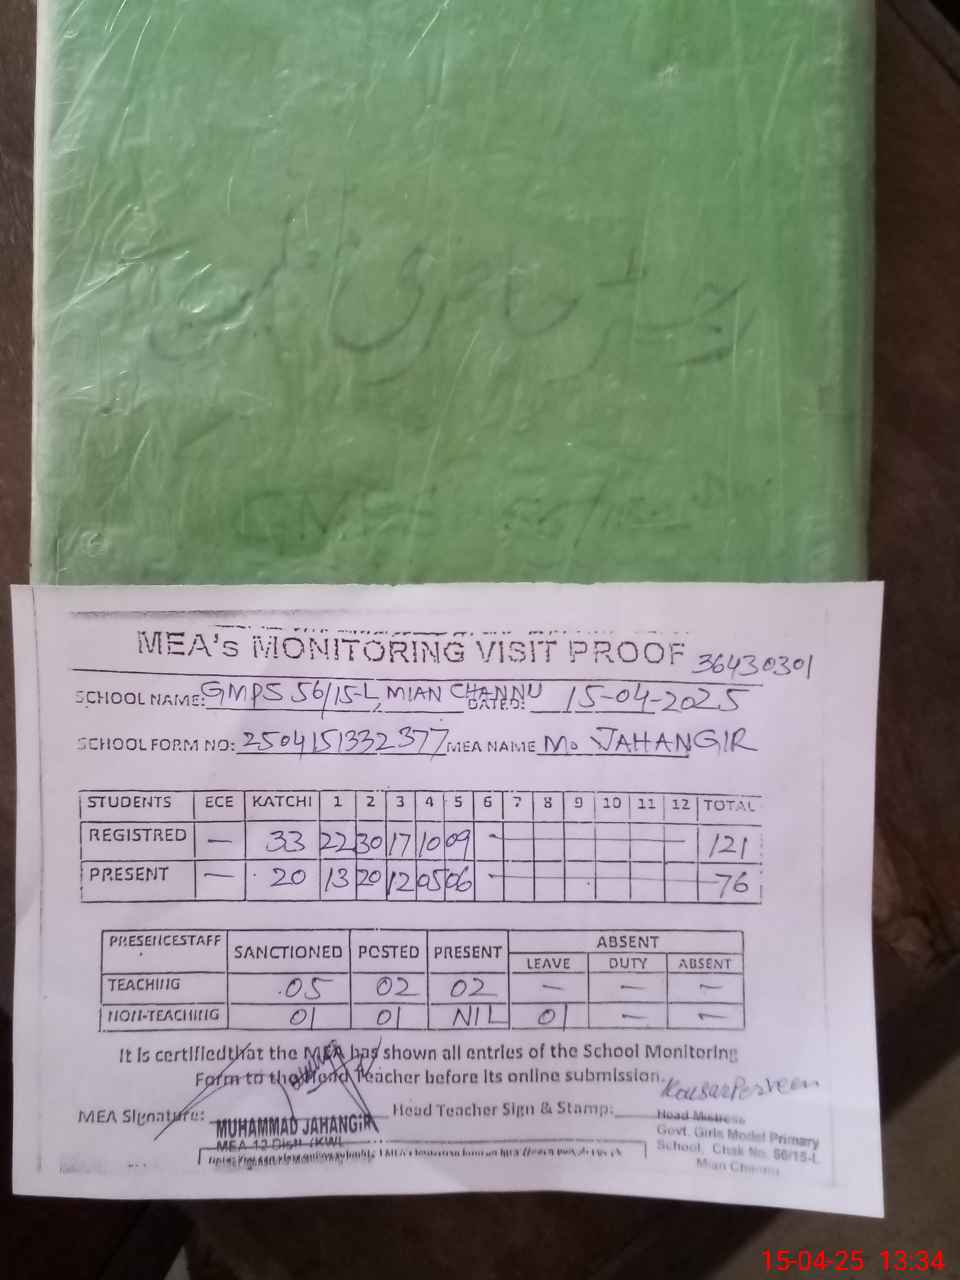 MEA's MONITORING VISIT PROOF 36430301
SCHOOL NAME: GMPS 56/15-L, MIAN CHANNU DATED: 15-04-2025
SCHOOL FORM NO: 2504151332377 MEA NAME Mo JAHANGIR
STUDENTS ECE KATCHI 1 2 3 4 5 6 7 8 9 10 11 12 TOTAL
REGISTRED — 33 22 30 17 10 09 121
PRESENT — 20 13 20 12 05 06 76
PRESENCESTAFF SANCTIONED POSTED PRESENT ABSENT
LEAVE DUTY ABSENT
TEACHING 05 02 02 — — —
NON-TEACHING 01 01 NIL 01 — —
It is certifiedthat the MEA has shown all entries of the School Monitoring
Form to the Head Teacher before its online submission.
Kousar Perveen
MEA Signature: Head Teacher Sign & Stamp:
MUHAMMAD JAHANGIR
MEA 12 Distt. (KWL
Head Mistress
Govt. Girls Model Primary
School, Chak No. 56/15-L
Mian Channu
15-04-25 13:34